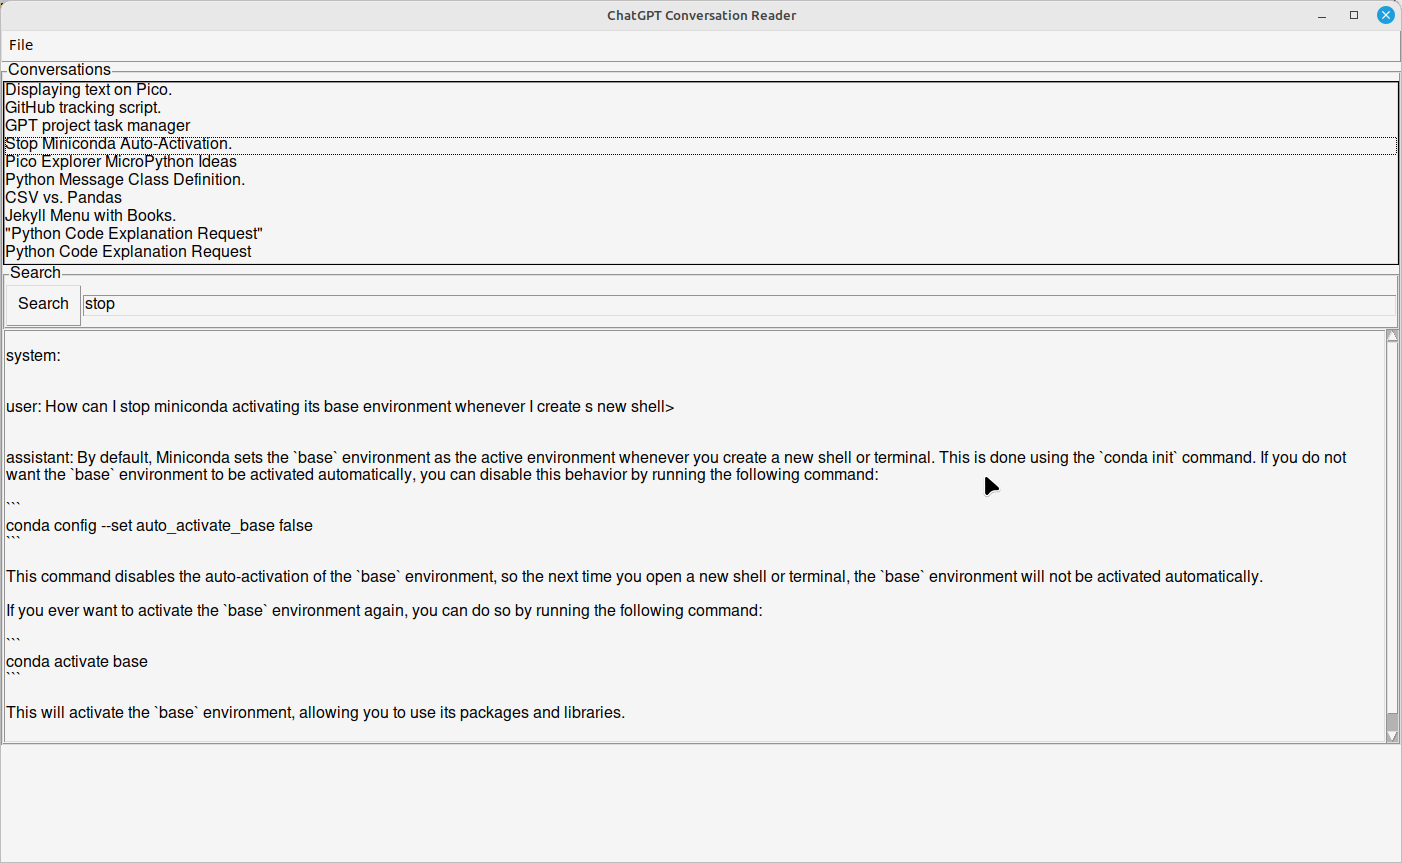 ChatGPT Conversation Reader
File
Conversations
Displaying text on Pico.
GitHub tracking script.
GPT project task manager
Stop Miniconda Auto-Activation.
Pico Explorer MicroPython Ideas
Python Message Class Definition.
CSV vs. Pandas
Jekyll Menu with Books.
"Python Code Explanation Request"
Python Code Explanation Request
Search
Search stop
system:
user: How can I stop miniconda activating its base environment whenever I create s new shell>
assistant: By default, Miniconda sets the `base` environment as the active environment whenever you create a new shell or terminal. This is done using the `conda init` command. If you do not
want the `base` environment to be activated automatically, you can disable this behavior by running the following command:
```
conda config --set auto_activate_base false
```
This command disables the auto-activation of the `base` environment, so the next time you open a new shell or terminal, the `base` environment will not be activated automatically.
If you ever want to activate the `base` environment again, you can do so by running the following command:
```
conda activate base
```
This will activate the `base` environment, allowing you to use its packages and libraries.